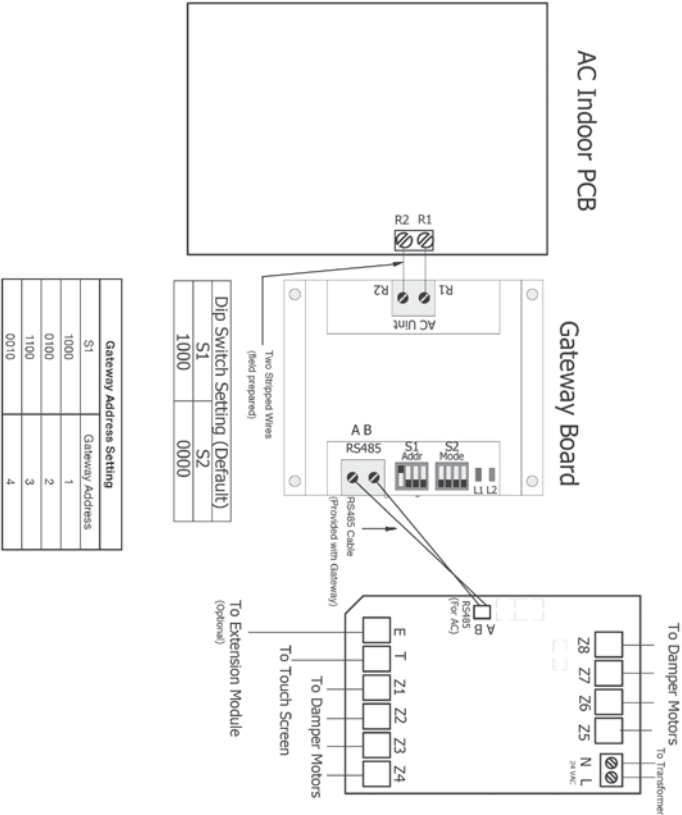 AC Indoor PCB
R2 R1
Gateway Board
R2 R1
AC Uint
Two Stripped Wires
(field prepared)
A B
RS485
S1
Addr
S2
Mode
L1 L2
RS485 Cable
(Provided with Gateway)
Dip Switch Setting (Default)
S1 S2
1000 0000
Gateway Address Setting
S1 Gateway Address
1000 1
0100 2
1100 3
0010 4
A B
RS485
(For AC)
To Damper Motors
Z8 Z7 Z6 Z5
To Transformer
N L
24 VAC
E T Z1 Z2 Z3 Z4
To Extension Module
(Optional)
To Touch Screen
To Damper Motors